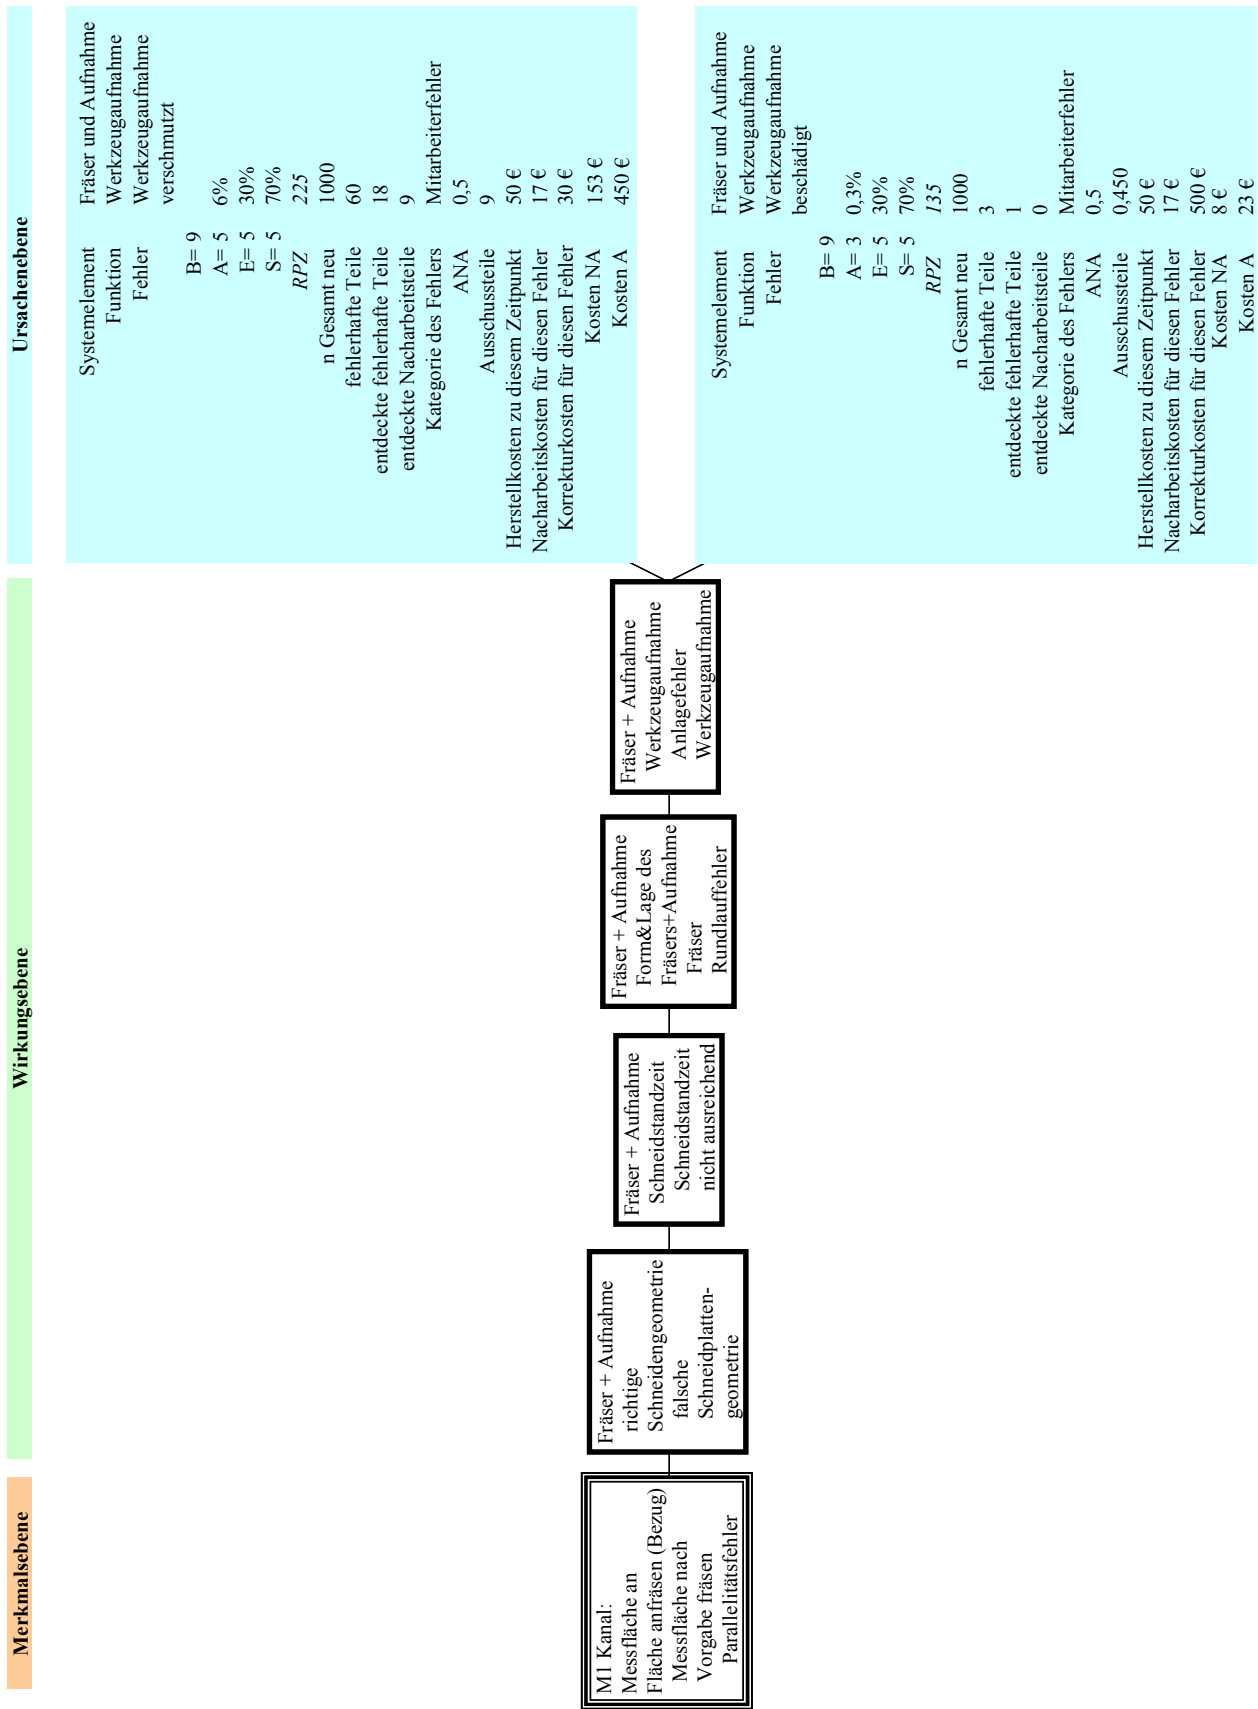 Merkmalsebene
Wirkungsebene
Ursachenebene
M1 Kanal:
Messfläche an
Fläche anfräsen (Bezug)
Messfläche nach
Vorgabe fräsen
Parallelitätsfehler
Fräser + Aufnahme
richtige
Schneidengeometrie
falsche
Schneidplatten-
geometrie
Fräser + Aufnahme
Schneidstandzeit
Schneidstandzeit
nicht ausreichend
Fräser + Aufnahme
Form&Lage des
Fräsers+Aufnahme
Fräser
Rundlauffehler
Fräser + Aufnahme
Werkzeugaufnahme
Anlagefehler
Werkzeugaufnahme
Systemelement Fräser und Aufnahme
Funktion Werkzeugaufnahme
Fehler Werkzeugaufnahme
verschmutzt
B= 9
A= 5 6%
E= 5 30%
S= 5 70%
RPZ 225
n Gesamt neu 1000
fehlerhafte Teile 60
entdeckte fehlerhafte Teile 18
entdeckte Nacharbeitsteile 9
Kategorie des Fehlers Mitarbeiterfehler
ANA 0,5
Ausschussteile 9
Herstellkosten zu diesem Zeitpunkt 50 €
Nacharbeitskosten für diesen Fehler 17 €
Korrekturkosten für diesen Fehler 30 €
Kosten NA 153 €
Kosten A 450 €
Systemelement Fräser und Aufnahme
Funktion Werkzeugaufnahme
Fehler Werkzeugaufnahme
beschädigt
B= 9
A= 3 0,3%
E= 5 30%
S= 5 70%
RPZ 135
n Gesamt neu 1000
fehlerhafte Teile 3
entdeckte fehlerhafte Teile 1
entdeckte Nacharbeitsteile 0
Kategorie des Fehlers Mitarbeiterfehler
ANA 0,5
Ausschussteile 0,450
Herstellkosten zu diesem Zeitpunkt 50 €
Nacharbeitskosten für diesen Fehler 17 €
Korrekturkosten für diesen Fehler 500 €
Kosten NA 8 €
Kosten A 23 €